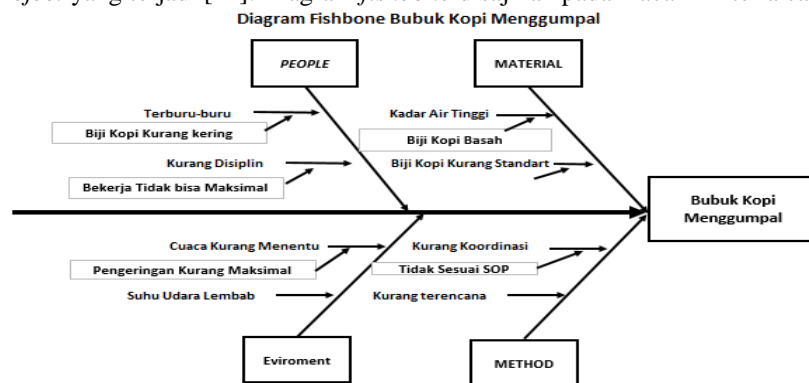 yang terjadi
Diagram Fishbone Bubuk Kopi Menggumpal
PEOPLE
MATERIAL
Terburu-buru
Biji Kopi Kurang kering
Kurang Disiplin
Bekerja Tidak bisa Maksimal
Kadar Air Tinggi
Biji Kopi Basah
Biji Kopi Kurang Standart
Bubuk Kopi
Menggumpal
Cuaca Kurang Menentu
Pengeringan Kurang Maksimal
Suhu Udara Lembab
Kurang Koordinasi
Tidak Sesuai SOP
Kurang terencana
Eviroment
METHOD